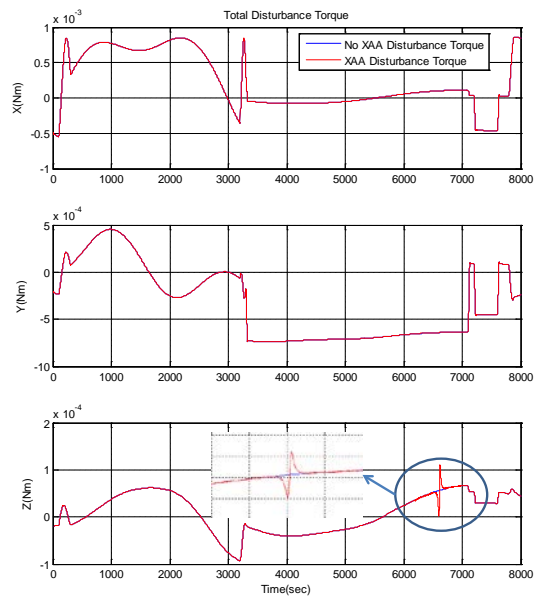 Total Disturbance Torque
x 10^-3
1
0.5
0
-0.5
-1
X(Nm)
No XAA Disturbance Torque
XAA Disturbance Torque
0 1000 2000 3000 4000 5000 6000 7000 8000
x 10^-4
5
0
-5
-10
Y(Nm)
0 1000 2000 3000 4000 5000 6000 7000 8000
x 10^-4
2
1
0
-1
Z(Nm)
0 1000 2000 3000 4000 5000 6000 7000 8000
Time(sec)